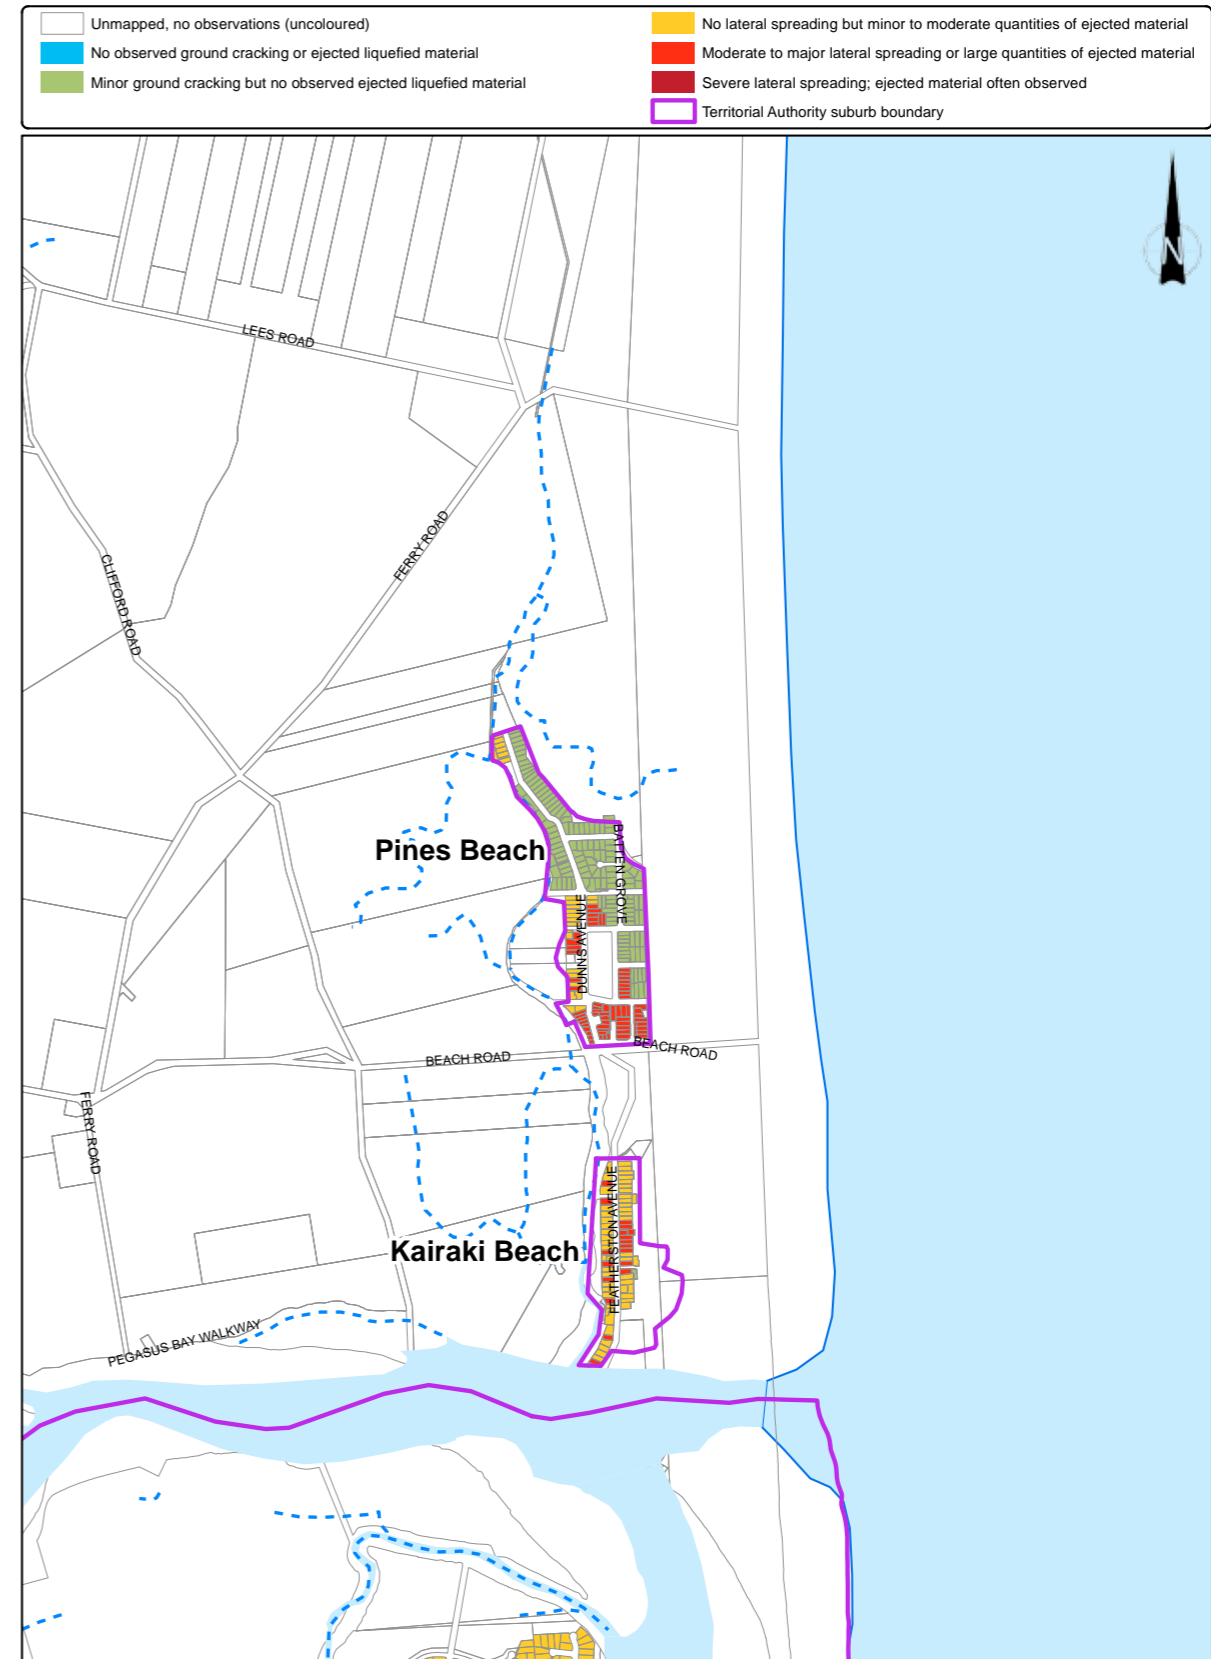 Unmapped, no observations (uncoloured)
No observed ground cracking or ejected liquefied material
Minor ground cracking but no observed ejected liquefied material
No lateral spreading but minor to moderate quantities of ejected material
Moderate to major lateral spreading or large quantities of ejected material
Severe lateral spreading; ejected material often observed
Territorial Authority suburb boundary
N
LEES ROAD
FERRY ROAD
CLIFFORD ROAD
Pines Beach
BATTEN GROVE
DUNNS AVENUE
BEACH ROAD
BEACH ROAD
FERRY ROAD
FEATHERSTON AVENUE
Kairaki Beach
PEGASUS BAY WALKWAY